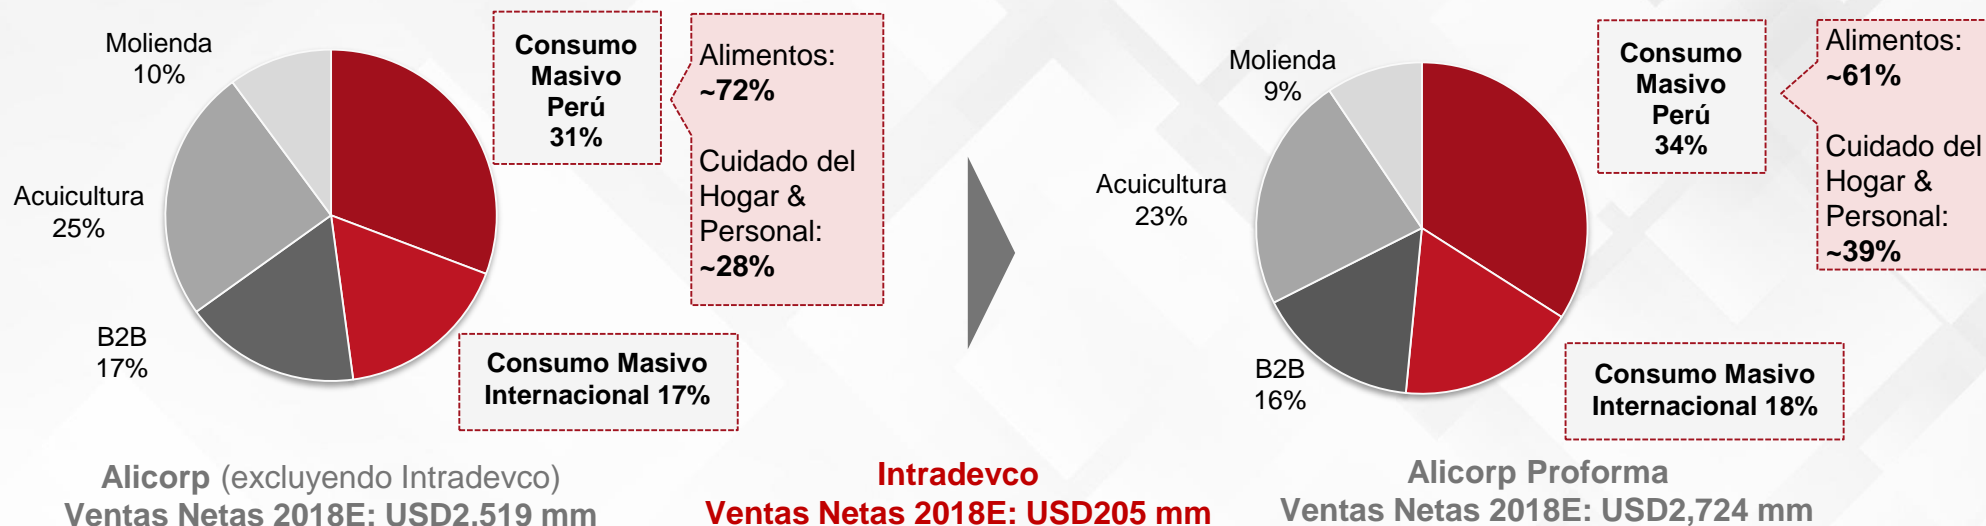 Molienda
10%
Acuicultura
25%
B2B
17%
Consumo
Masivo
Perú
31%
Alimentos:
~72%
Cuidado del
Hogar &
Personal:
~28%
Consumo Masivo
Internacional 17%
Alicorp (excluyendo Intradevco)
Ventas Netas 2018E: USD2,519 mm
Intradevco
Ventas Netas 2018E: USD205 mm
Molienda
9%
Acuicultura
23%
B2B
16%
Consumo
Masivo
Perú
34%
Alimentos:
~61%
Cuidado del
Hogar &
Personal:
~39%
Consumo Masivo
Internacional 18%
Alicorp Proforma
Ventas Netas 2018E: USD2,724 mm